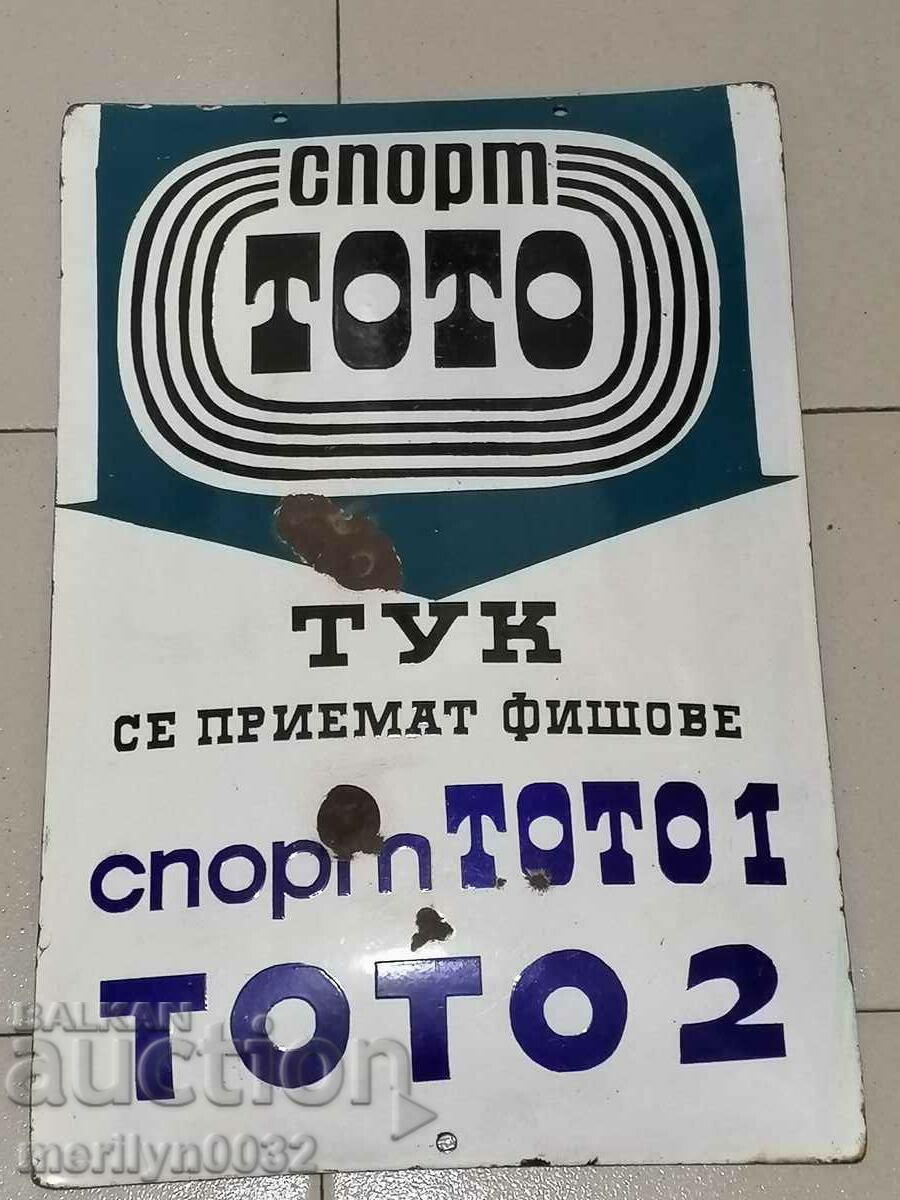 спорт
ТОТО
ТУК
СЕ ПРИЕМАТ ФИШОВЕ
спорт ТОТО 1
ТОТО 2
BALKAN
auction
merilyn0032